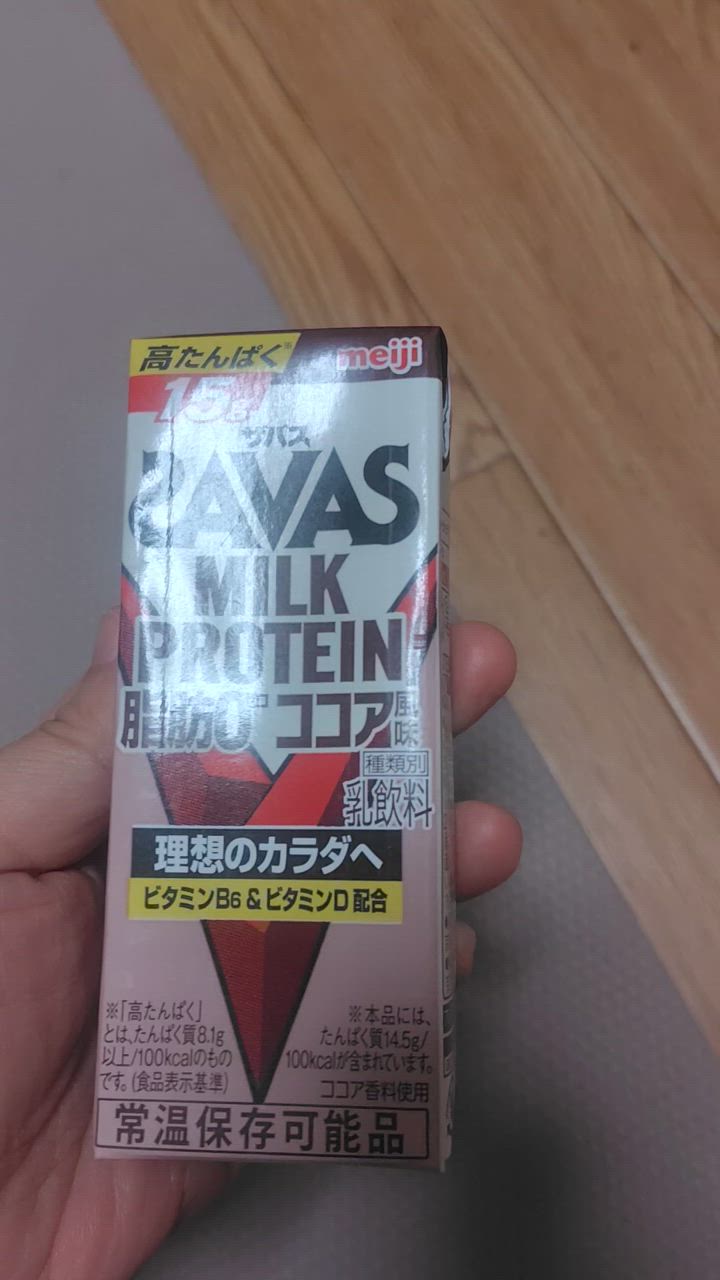 高たんぱく※
meiji
15g
ザバス
SAVAS
MILK
PROTEIN
脂肪0 ココア風味
種類別
乳飲料
理想のカラダへ
ビタミンB6 & ビタミンD 配合
※「高たんぱく」
とは、たんぱく質8.1g
以上/100kcalのもの
です。(食品表示基準)
※本品には、
たんぱく質14.5g/
100kcalが含まれています。
ココア香料使用
常温保存可能品